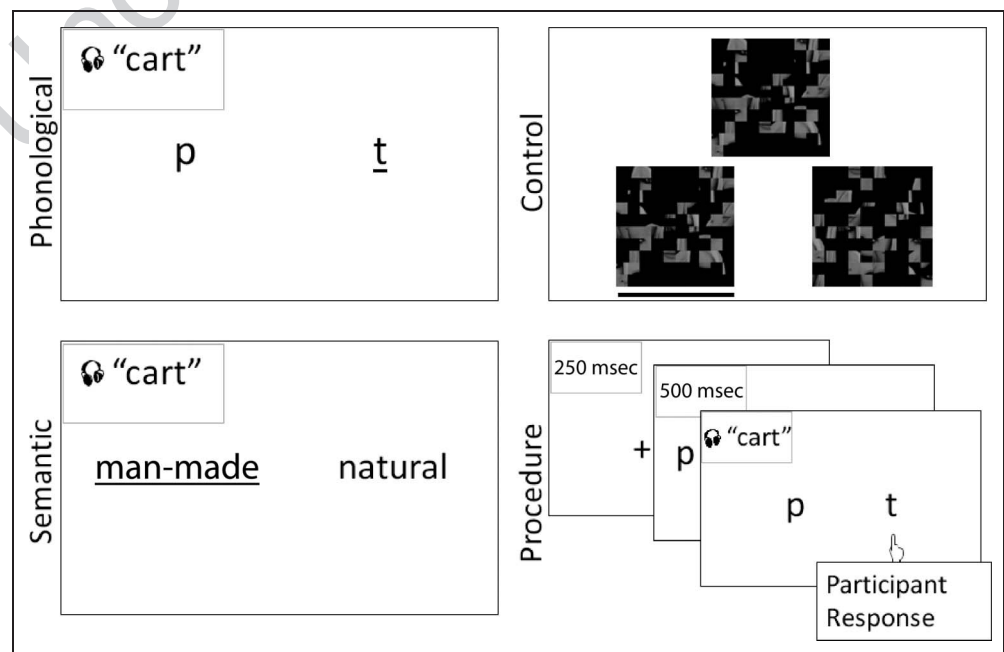 Phonological
"cart"
p t
Control
Semantic
"cart"
man-made natural
Procedure
250 msec
+
500 msec
p
"cart"
p t
Participant
Response